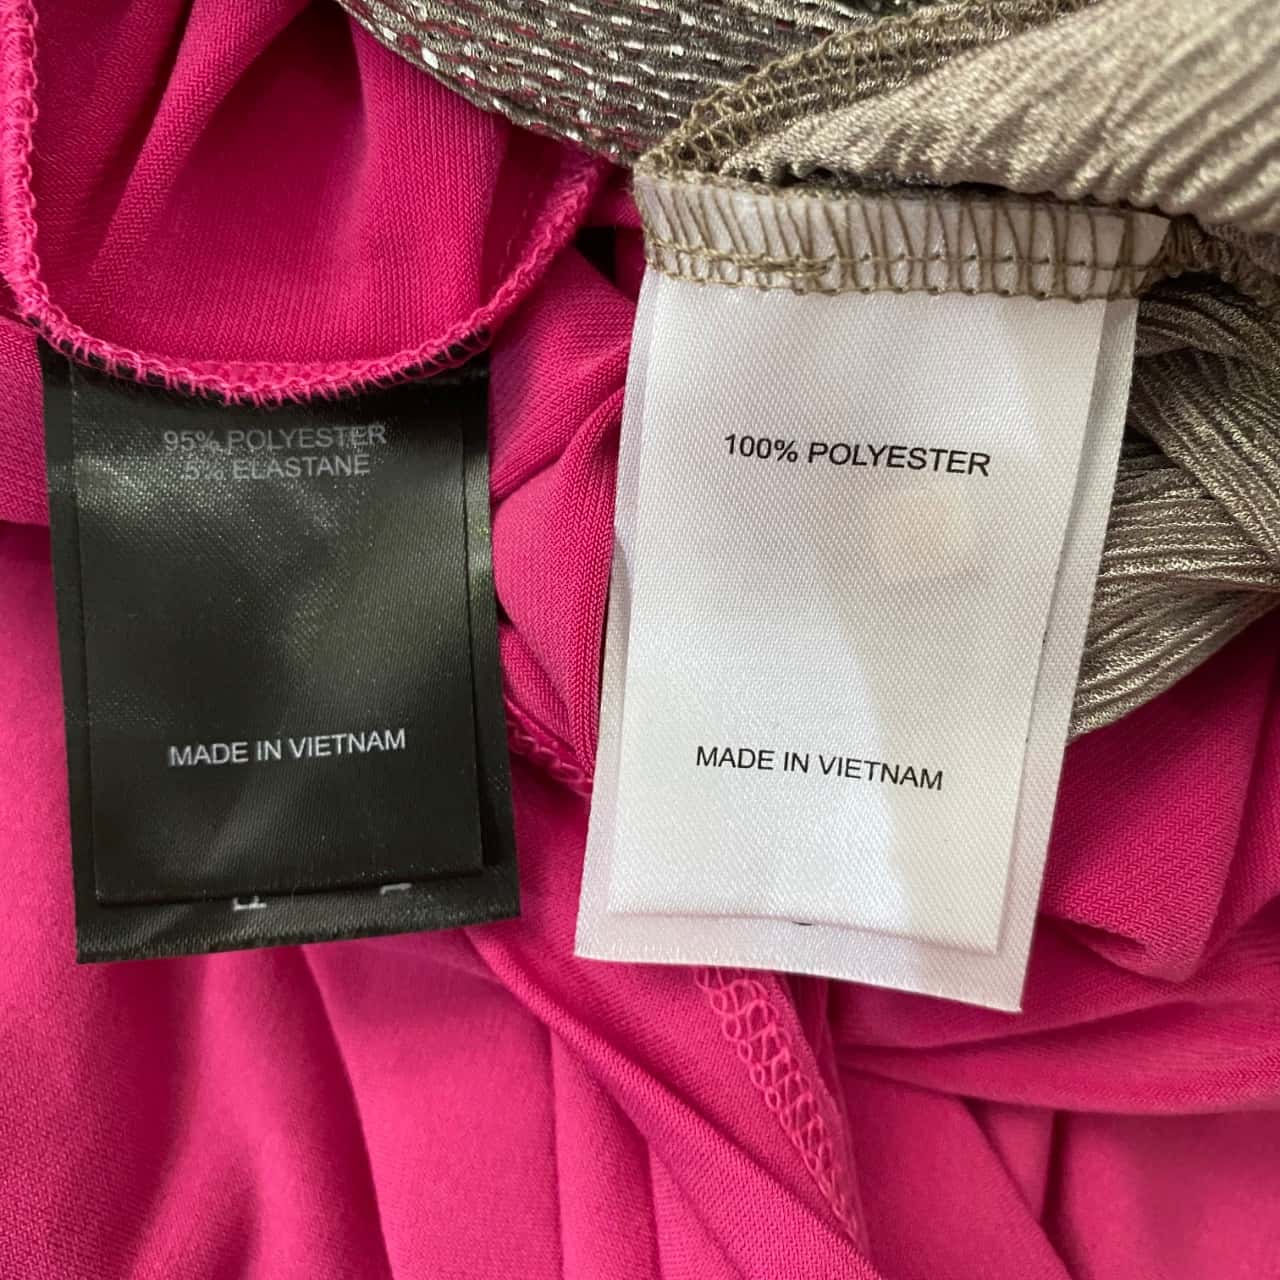 95% POLYESTER
5% ELASTANE
MADE IN VIETNAM
100% POLYESTER
MADE IN VIETNAM